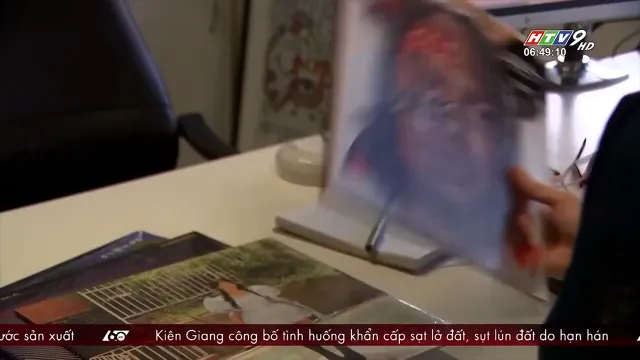 HTV9 HD
06:49:10
ước sản xuất
60
Kiên Giang công bố tình huống khẩn cấp sạt lở đất, sụt lún đất do hạn hán